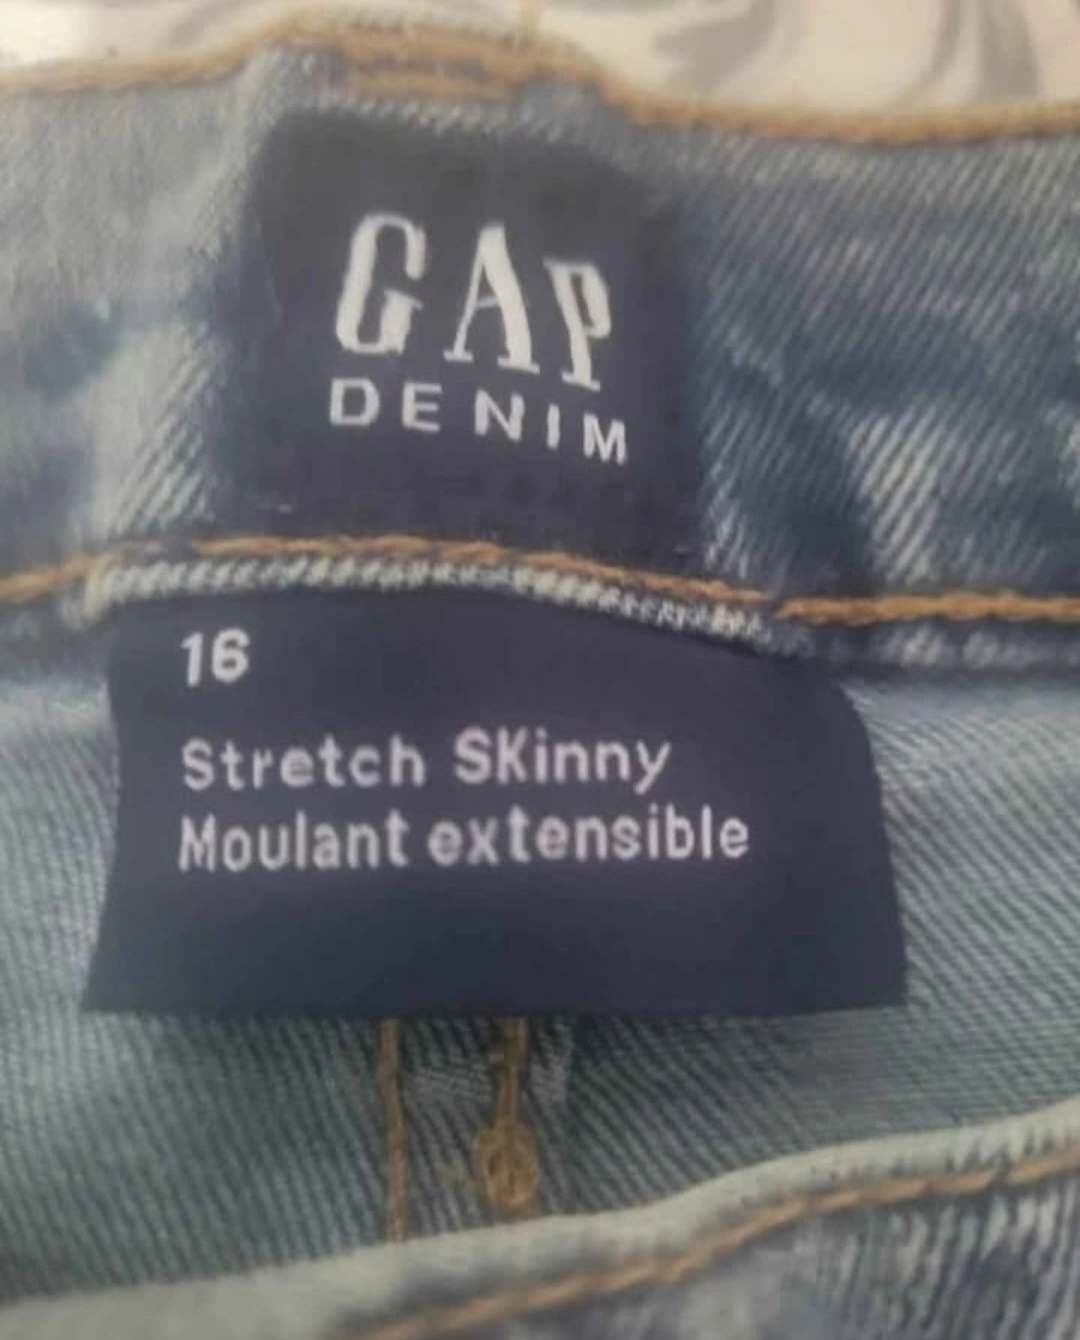 GAP
DENIM
16
Stretch SKinny
Moulant extensible